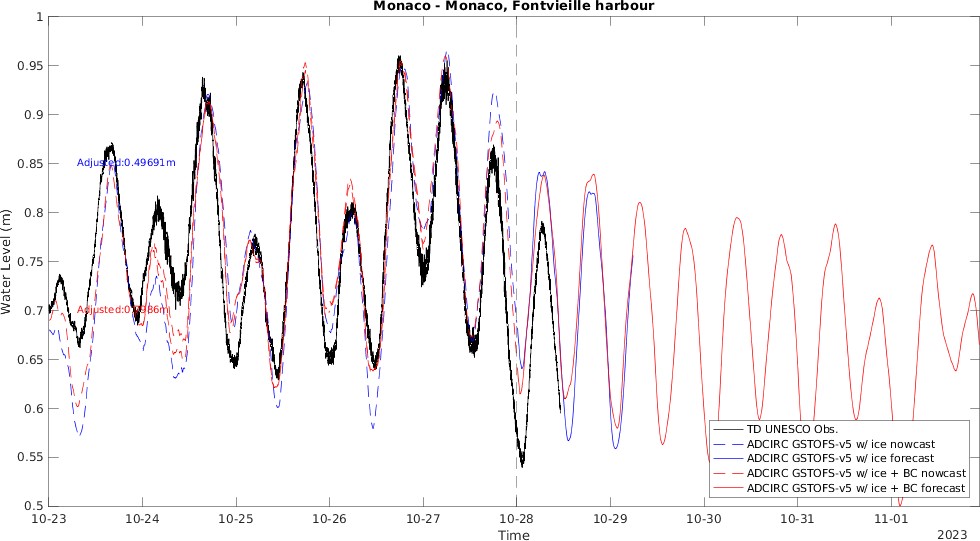 Monaco - Monaco, Fontvieille harbour
Water Level (m)
1
0.95
0.9
0.85
0.8
0.75
0.7
0.65
0.6
0.55
0.5
Adjusted:0.49691m
TD UNESCO Obs.
ADCIRC GSTOFS-v5 w/ ice nowcast
ADCIRC GSTOFS-v5 w/ ice forecast
ADCIRC GSTOFS-v5 w/ ice + BC nowcast
ADCIRC GSTOFS-v5 w/ ice + BC forecast
10-23
10-24
10-25
10-26
10-27
10-28
10-29
10-30
10-31
11-01
Time
2023